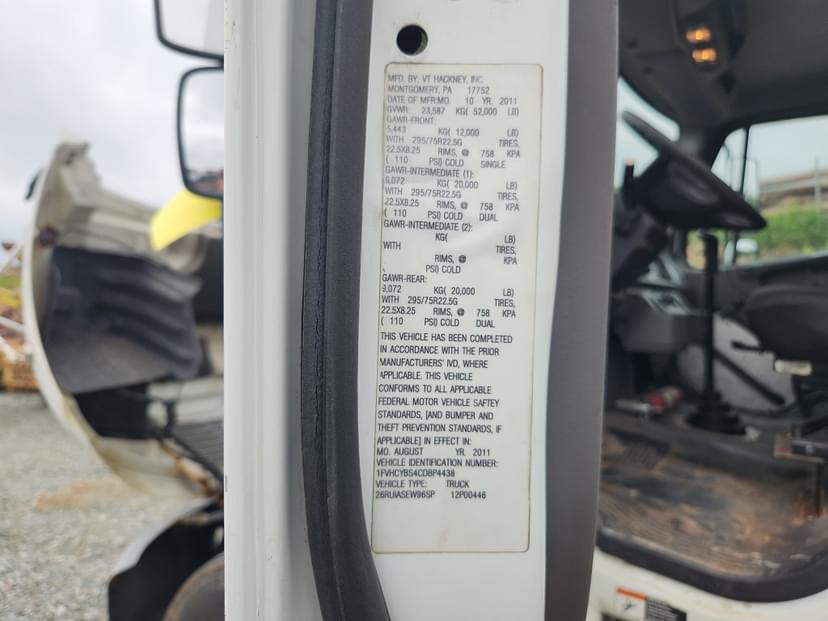 MFD. BY: VT HACKNEY, INC.
MONTGOMERY, PA 17752
DATE OF MFR:MO. 10 YR. 2011
GVWR: 23,587 KG( 52,000 LB)
GAWR-FRONT:
5,443 KG( 12,000 LB)
WITH 295/75R22.5G TIRES,
22.5X8.25 RIMS, @ 758 KPA
( 110 PSI) COLD SINGLE
GAWR-INTERMEDIATE (1):
9,072 KG( 20,000 LB)
WITH 295/75R22.5G TIRES,
22.5X8.25 RIMS, @ 758 KPA
( 110 PSI) COLD DUAL
GAWR-INTERMEDIATE (2):
KG( LB)
WITH TIRES,
RIMS, @ KPA
( PSI) COLD
GAWR-REAR:
9,072 KG( 20,000 LB)
WITH 295/75R22.5G TIRES,
22.5X8.25 RIMS, @ 758 KPA
( 110 PSI) COLD DUAL
THIS VEHICLE HAS BEEN COMPLETED
IN ACCORDANCE WITH THE PRIOR
MANUFACTURERS' IVD, WHERE
APPLICABLE. THIS VEHICLE
CONFORMS TO ALL APPLICABLE
FEDERAL MOTOR VEHICLE SAFTEY
STANDARDS, [AND BUMPER AND
THEFT PREVENTION STANDARDS, IF
APPLICABLE] IN EFFECT IN:
MO. AUGUST YR. 2011
VEHICLE IDENTIFICATION NUMBER:
1FVHCYBS4CDBP4438
VEHICLE TYPE: TRUCK
26RUIASEW96SP 12P00446